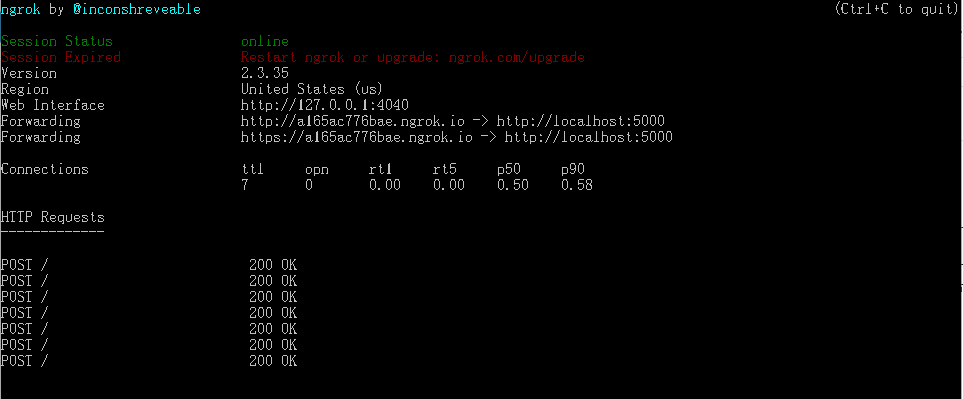 ngrok by @inconshreveable (Ctrl+C to quit)
Session Status online
Session Expired Restart ngrok or upgrade: ngrok.com/upgrade
Version 2.3.35
Region United States (us)
Web Interface http://127.0.0.1:4040
Forwarding http://a165ac776bae.ngrok.io -> http://localhost:5000
Forwarding https://a165ac776bae.ngrok.io -> http://localhost:5000
Connections ttl opn rt1 rt5 p50 p90
7 0 0.00 0.00 0.50 0.58
HTTP Requests
-------------
POST / 200 OK
POST / 200 OK
POST / 200 OK
POST / 200 OK
POST / 200 OK
POST / 200 OK
POST / 200 OK